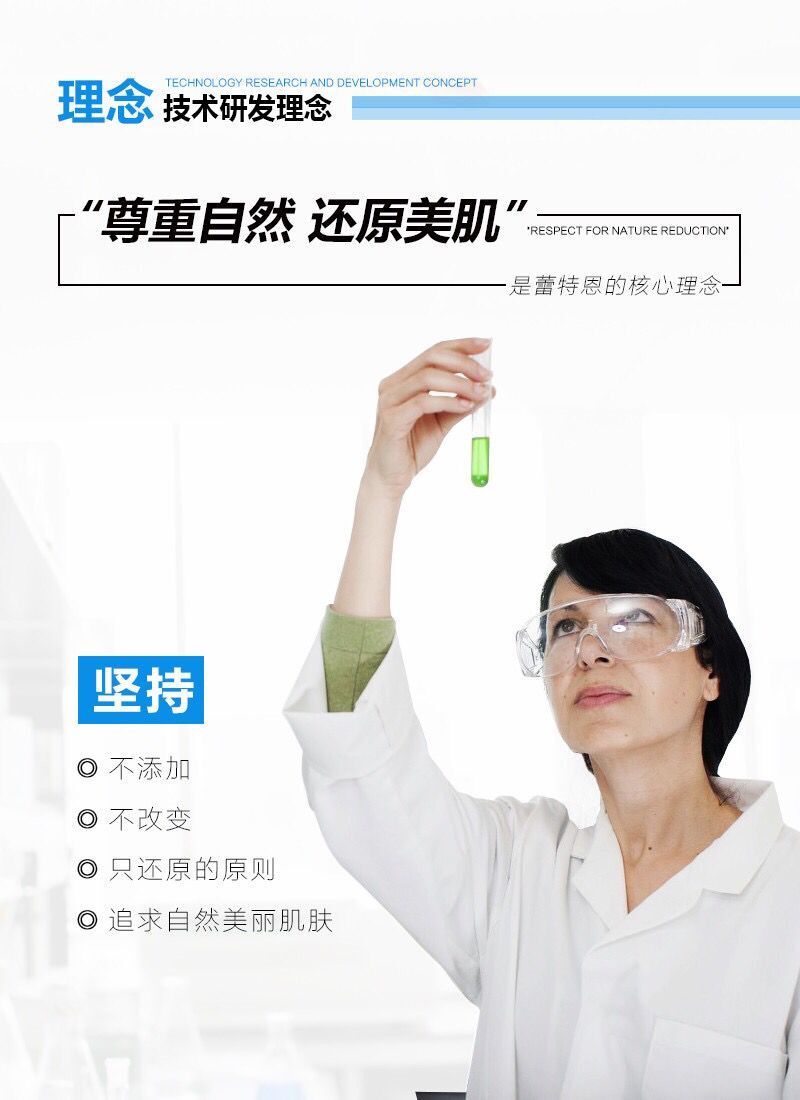 理念
TECHNOLOGY RESEARCH AND DEVELOPMENT CONCEPT
技术研发理念
“尊重自然 还原美肌”
"RESPECT FOR NATURE REDUCTION"
是蕾特恩的核心理念
坚持
不添加
不改变
只还原的原则
追求自然美丽肌肤